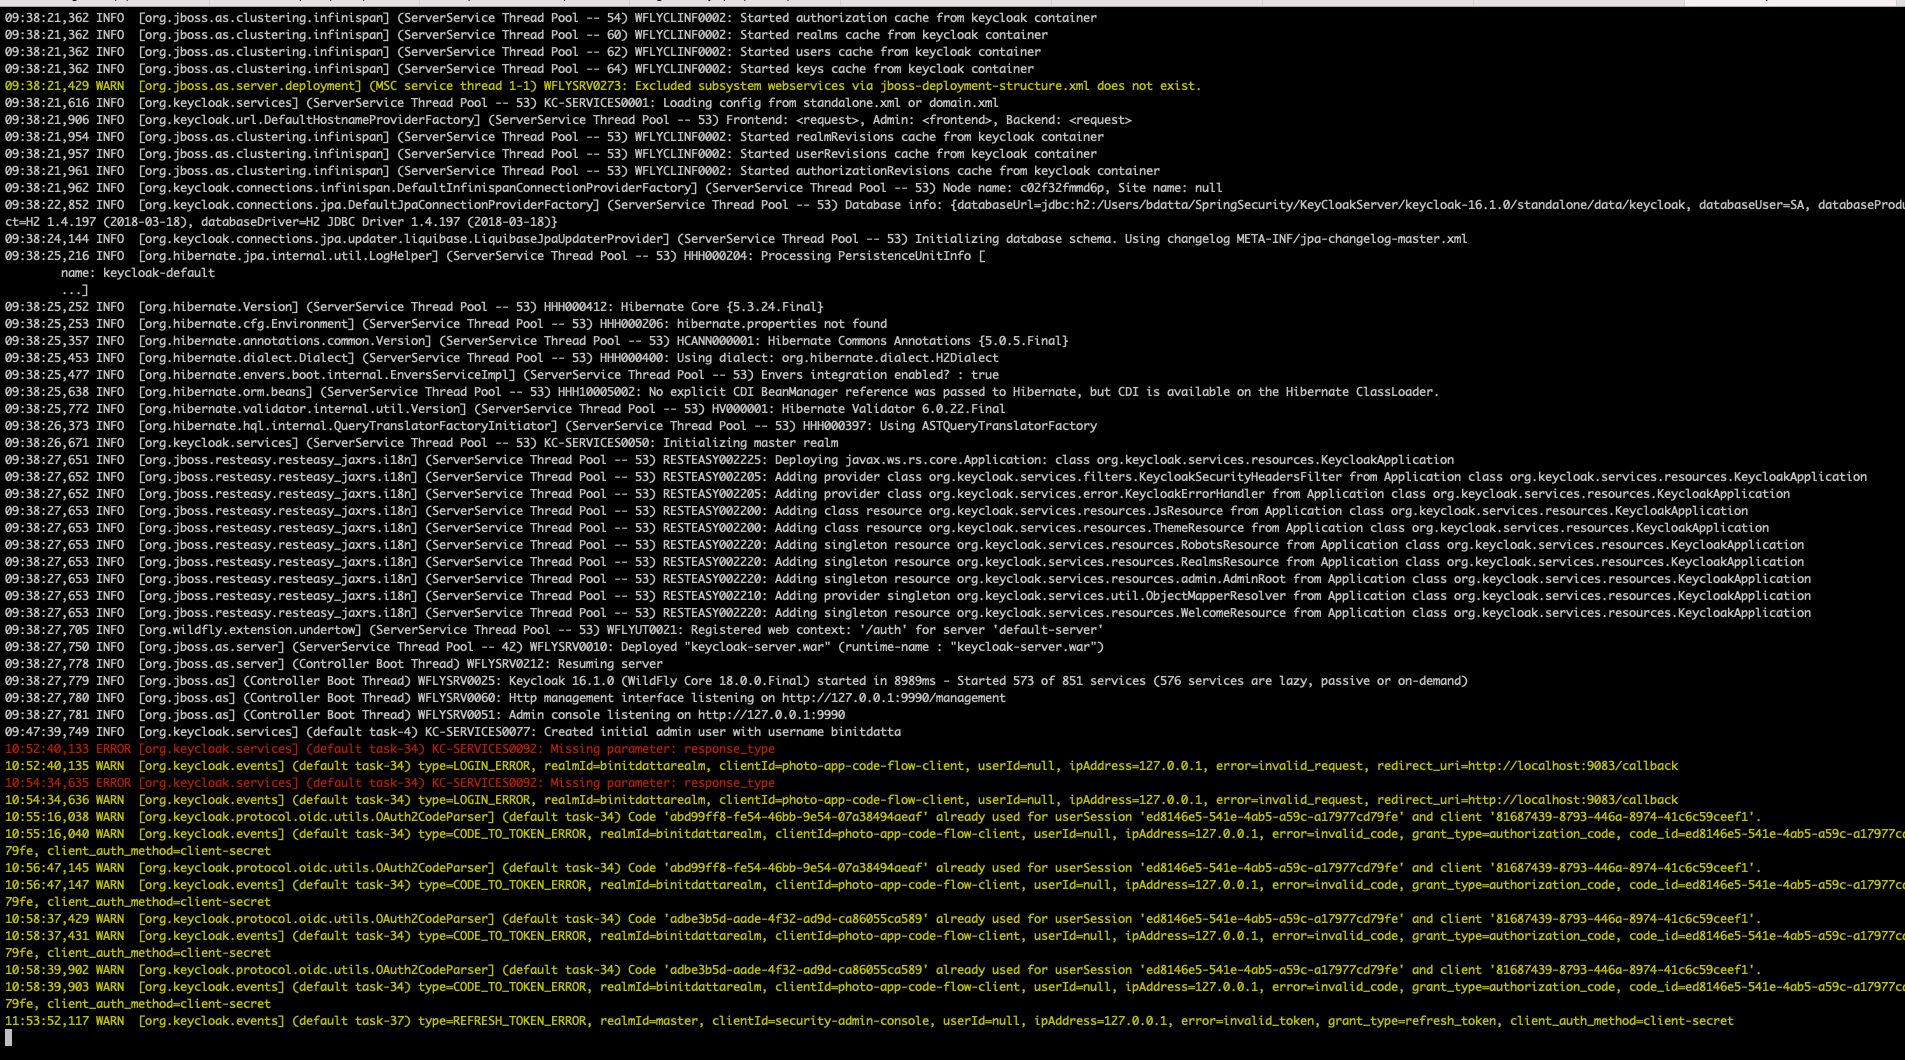 09:38:21,362 INFO  [org.jboss.as.clustering.infinispan] (ServerService Thread Pool -- 54) WFLYCLINF0002: Started authorization cache from keycloak container
09:38:21,362 INFO  [org.jboss.as.clustering.infinispan] (ServerService Thread Pool -- 60) WFLYCLINF0002: Started realms cache from keycloak container
09:38:21,362 INFO  [org.jboss.as.clustering.infinispan] (ServerService Thread Pool -- 62) WFLYCLINF0002: Started users cache from keycloak container
09:38:21,362 INFO  [org.jboss.as.clustering.infinispan] (ServerService Thread Pool -- 64) WFLYCLINF0002: Started keys cache from keycloak container
09:38:21,429 WARN  [org.jboss.as.server.deployment] (MSC service thread 1-1) WFLYSRV0273: Excluded subsystem webservices via jboss-deployment-structure.xml does not exist.
09:38:21,616 INFO  [org.keycloak.services] (ServerService Thread Pool -- 53) KC-SERVICES0001: Loading config from standalone.xml or domain.xml
09:38:21,906 INFO  [org.keycloak.url.DefaultHostnameProviderFactory] (ServerService Thread Pool -- 53) Frontend: <request>, Admin: <frontend>, Backend: <request>
09:38:21,954 INFO  [org.jboss.as.clustering.infinispan] (ServerService Thread Pool -- 53) WFLYCLINF0002: Started realmRevisions cache from keycloak container
09:38:21,957 INFO  [org.jboss.as.clustering.infinispan] (ServerService Thread Pool -- 53) WFLYCLINF0002: Started userRevisions cache from keycloak container
09:38:21,961 INFO  [org.jboss.as.clustering.infinispan] (ServerService Thread Pool -- 53) WFLYCLINF0002: Started authorizationRevisions cache from keycloak container
09:38:21,962 INFO  [org.keycloak.connections.infinispan.DefaultInfinispanConnectionProviderFactory] (ServerService Thread Pool -- 53) Node name: c02f32fmmd6p, Site name: null
09:38:22,852 INFO  [org.keycloak.connections.jpa.DefaultJpaConnectionProviderFactory] (ServerService Thread Pool -- 53) Database info: {databaseUrl=jdbc:h2:/Users/bdatta/SpringSecurity/KeyCloakServer/keycloak-16.1.0/standalone/data/keycloak, databaseUser=SA, databaseProdu
ct=H2 1.4.197 (2018-03-18), databaseDriver=H2 JDBC Driver 1.4.197 (2018-03-18)}
09:38:24,144 INFO  [org.keycloak.connections.jpa.updater.liquibase.LiquibaseJpaUpdaterProvider] (ServerService Thread Pool -- 53) Initializing database schema. Using changelog META-INF/jpa-changelog-master.xml
09:38:25,216 INFO  [org.hibernate.jpa.internal.util.LogHelper] (ServerService Thread Pool -- 53) HHH000204: Processing PersistenceUnitInfo [
name: keycloak-default
...]
09:38:25,252 INFO  [org.hibernate.Version] (ServerService Thread Pool -- 53) HHH000412: Hibernate Core {5.3.24.Final}
09:38:25,253 INFO  [org.hibernate.cfg.Environment] (ServerService Thread Pool -- 53) HHH000206: hibernate.properties not found
09:38:25,357 INFO  [org.hibernate.annotations.common.Version] (ServerService Thread Pool -- 53) HCANN000001: Hibernate Commons Annotations {5.0.5.Final}
09:38:25,453 INFO  [org.hibernate.dialect.Dialect] (ServerService Thread Pool -- 53) HHH000400: Using dialect: org.hibernate.dialect.H2Dialect
09:38:25,477 INFO  [org.hibernate.envers.boot.internal.EnversServiceImpl] (ServerService Thread Pool -- 53) Envers integration enabled? : true
09:38:25,638 INFO  [org.hibernate.orm.beans] (ServerService Thread Pool -- 53) HHH10005002: No explicit CDI BeanManager reference was passed to Hibernate, but CDI is available on the Hibernate ClassLoader.
09:38:25,772 INFO  [org.hibernate.validator.internal.util.Version] (ServerService Thread Pool -- 53) HV000001: Hibernate Validator 6.0.22.Final
09:38:26,373 INFO  [org.hibernate.hql.internal.QueryTranslatorFactoryInitiator] (ServerService Thread Pool -- 53) HHH000397: Using ASTQueryTranslatorFactory
09:38:26,671 INFO  [org.keycloak.services] (ServerService Thread Pool -- 53) KC-SERVICES0050: Initializing master realm
09:38:27,651 INFO  [org.jboss.resteasy.resteasy_jaxrs.i18n] (ServerService Thread Pool -- 53) RESTEASY002225: Deploying javax.ws.rs.core.Application: class org.keycloak.services.resources.KeycloakApplication
09:38:27,652 INFO  [org.jboss.resteasy.resteasy_jaxrs.i18n] (ServerService Thread Pool -- 53) RESTEASY002205: Adding provider class org.keycloak.services.filters.KeycloakSecurityHeadersFilter from Application class org.keycloak.services.resources.KeycloakApplication
09:38:27,652 INFO  [org.jboss.resteasy.resteasy_jaxrs.i18n] (ServerService Thread Pool -- 53) RESTEASY002205: Adding provider class org.keycloak.services.error.KeycloakErrorHandler from Application class org.keycloak.services.resources.KeycloakApplication
09:38:27,653 INFO  [org.jboss.resteasy.resteasy_jaxrs.i18n] (ServerService Thread Pool -- 53) RESTEASY002200: Adding class resource org.keycloak.services.resources.JsResource from Application class org.keycloak.services.resources.KeycloakApplication
09:38:27,653 INFO  [org.jboss.resteasy.resteasy_jaxrs.i18n] (ServerService Thread Pool -- 53) RESTEASY002200: Adding class resource org.keycloak.services.resources.ThemeResource from Application class org.keycloak.services.resources.KeycloakApplication
09:38:27,653 INFO  [org.jboss.resteasy.resteasy_jaxrs.i18n] (ServerService Thread Pool -- 53) RESTEASY002220: Adding singleton resource org.keycloak.services.resources.RobotsResource from Application class org.keycloak.services.resources.KeycloakApplication
09:38:27,653 INFO  [org.jboss.resteasy.resteasy_jaxrs.i18n] (ServerService Thread Pool -- 53) RESTEASY002220: Adding singleton resource org.keycloak.services.resources.RealmsResource from Application class org.keycloak.services.resources.KeycloakApplication
09:38:27,653 INFO  [org.jboss.resteasy.resteasy_jaxrs.i18n] (ServerService Thread Pool -- 53) RESTEASY002220: Adding singleton resource org.keycloak.services.resources.admin.AdminRoot from Application class org.keycloak.services.resources.KeycloakApplication
09:38:27,653 INFO  [org.jboss.resteasy.resteasy_jaxrs.i18n] (ServerService Thread Pool -- 53) RESTEASY002210: Adding provider singleton org.keycloak.services.util.ObjectMapperResolver from Application class org.keycloak.services.resources.KeycloakApplication
09:38:27,653 INFO  [org.jboss.resteasy.resteasy_jaxrs.i18n] (ServerService Thread Pool -- 53) RESTEASY002220: Adding singleton resource org.keycloak.services.resources.WelcomeResource from Application class org.keycloak.services.resources.KeycloakApplication
09:38:27,705 INFO  [org.wildfly.extension.undertow] (ServerService Thread Pool -- 53) WFLYUT0021: Registered web context: '/auth' for server 'default-server'
09:38:27,750 INFO  [org.jboss.as.server] (ServerService Thread Pool -- 42) WFLYSRV0010: Deployed "keycloak-server.war" (runtime-name : "keycloak-server.war")
09:38:27,778 INFO  [org.jboss.as.server] (Controller Boot Thread) WFLYSRV0212: Resuming server
09:38:27,779 INFO  [org.jboss.as] (Controller Boot Thread) WFLYSRV0025: Keycloak 16.1.0 (WildFly Core 18.0.0.Final) started in 8989ms - Started 573 of 851 services (576 services are lazy, passive or on-demand)
09:38:27,780 INFO  [org.jboss.as] (Controller Boot Thread) WFLYSRV0060: Http management interface listening on http://127.0.0.1:9990/management
09:38:27,781 INFO  [org.jboss.as] (Controller Boot Thread) WFLYSRV0051: Admin console listening on http://127.0.0.1:9990
09:47:39,749 INFO  [org.keycloak.services] (default task-4) KC-SERVICES0077: Created initial admin user with username binitdatta
10:52:40,133 ERROR [org.keycloak.services] (default task-34) KC-SERVICES0092: Missing parameter: response_type
10:52:40,135 WARN  [org.keycloak.events] (default task-34) type=LOGIN_ERROR, realmId=binitdattarealm, clientId=photo-app-code-flow-client, userId=null, ipAddress=127.0.0.1, error=invalid_request, redirect_uri=http://localhost:9083/callback
10:54:34,635 ERROR [org.keycloak.services] (default task-34) KC-SERVICES0092: Missing parameter: response_type
10:54:34,636 WARN  [org.keycloak.events] (default task-34) type=LOGIN_ERROR, realmId=binitdattarealm, clientId=photo-app-code-flow-client, userId=null, ipAddress=127.0.0.1, error=invalid_request, redirect_uri=http://localhost:9083/callback
10:55:16,038 WARN  [org.keycloak.protocol.oidc.utils.OAuth2CodeParser] (default task-34) Code 'abd99ff8-fe54-46bb-9e54-07a38494aeaf' already used for userSession 'ed8146e5-541e-4ab5-a59c-a17977cd79fe' and client '81687439-8793-446a-8974-41c6c59ceef1'.
10:55:16,040 WARN  [org.keycloak.events] (default task-34) type=CODE_TO_TOKEN_ERROR, realmId=binitdattarealm, clientId=photo-app-code-flow-client, userId=null, ipAddress=127.0.0.1, error=invalid_code, grant_type=authorization_code, code_id=ed8146e5-541e-4ab5-a59c-a17977cd
79fe, client_auth_method=client-secret
10:56:47,145 WARN  [org.keycloak.protocol.oidc.utils.OAuth2CodeParser] (default task-34) Code 'abd99ff8-fe54-46bb-9e54-07a38494aeaf' already used for userSession 'ed8146e5-541e-4ab5-a59c-a17977cd79fe' and client '81687439-8793-446a-8974-41c6c59ceef1'.
10:56:47,147 WARN  [org.keycloak.events] (default task-34) type=CODE_TO_TOKEN_ERROR, realmId=binitdattarealm, clientId=photo-app-code-flow-client, userId=null, ipAddress=127.0.0.1, error=invalid_code, grant_type=authorization_code, code_id=ed8146e5-541e-4ab5-a59c-a17977cd
79fe, client_auth_method=client-secret
10:58:37,429 WARN  [org.keycloak.protocol.oidc.utils.OAuth2CodeParser] (default task-34) Code 'adbe3b5d-aade-4f32-ad9d-ca86055ca589' already used for userSession 'ed8146e5-541e-4ab5-a59c-a17977cd79fe' and client '81687439-8793-446a-8974-41c6c59ceef1'.
10:58:37,431 WARN  [org.keycloak.events] (default task-34) type=CODE_TO_TOKEN_ERROR, realmId=binitdattarealm, clientId=photo-app-code-flow-client, userId=null, ipAddress=127.0.0.1, error=invalid_code, grant_type=authorization_code, code_id=ed8146e5-541e-4ab5-a59c-a17977cd
79fe, client_auth_method=client-secret
10:58:39,902 WARN  [org.keycloak.protocol.oidc.utils.OAuth2CodeParser] (default task-34) Code 'adbe3b5d-aade-4f32-ad9d-ca86055ca589' already used for userSession 'ed8146e5-541e-4ab5-a59c-a17977cd79fe' and client '81687439-8793-446a-8974-41c6c59ceef1'.
10:58:39,903 WARN  [org.keycloak.events] (default task-34) type=CODE_TO_TOKEN_ERROR, realmId=binitdattarealm, clientId=photo-app-code-flow-client, userId=null, ipAddress=127.0.0.1, error=invalid_code, grant_type=authorization_code, code_id=ed8146e5-541e-4ab5-a59c-a17977cd
79fe, client_auth_method=client-secret
11:53:52,117 WARN  [org.keycloak.events] (default task-37) type=REFRESH_TOKEN_ERROR, realmId=master, clientId=security-admin-console, userId=null, ipAddress=127.0.0.1, error=invalid_token, grant_type=refresh_token, client_auth_method=client-secret